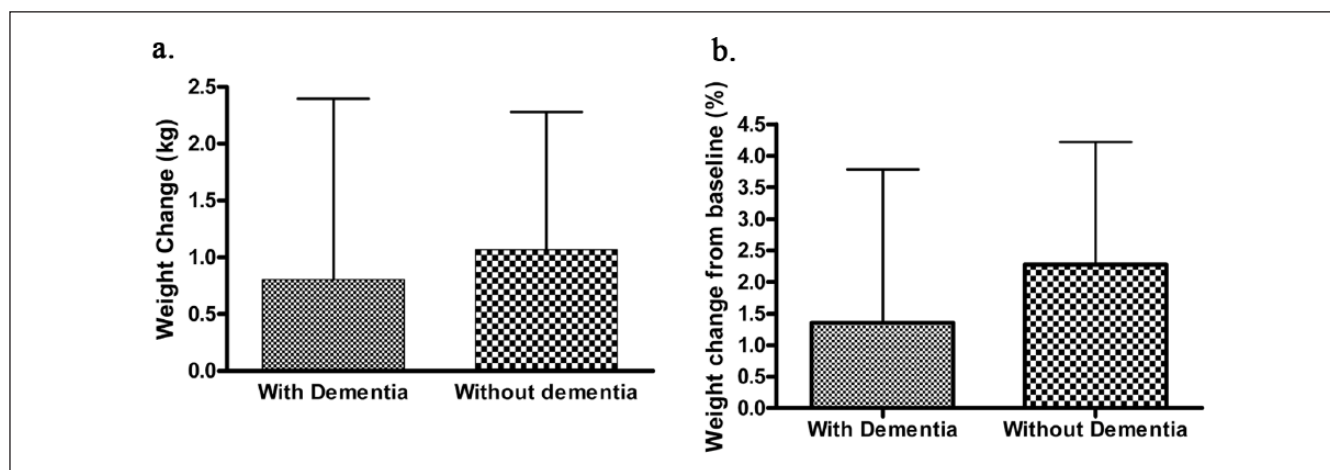 a.
Weight Change (kg)
2.5
2.0
1.5
1.0
0.5
0.0
With Dementia Without dementia
b.
Weight change from baseline (%)
4.5
4.0
3.5
3.0
2.5
2.0
1.5
1.0
0.5
0.0
With Dementia Without Dementia